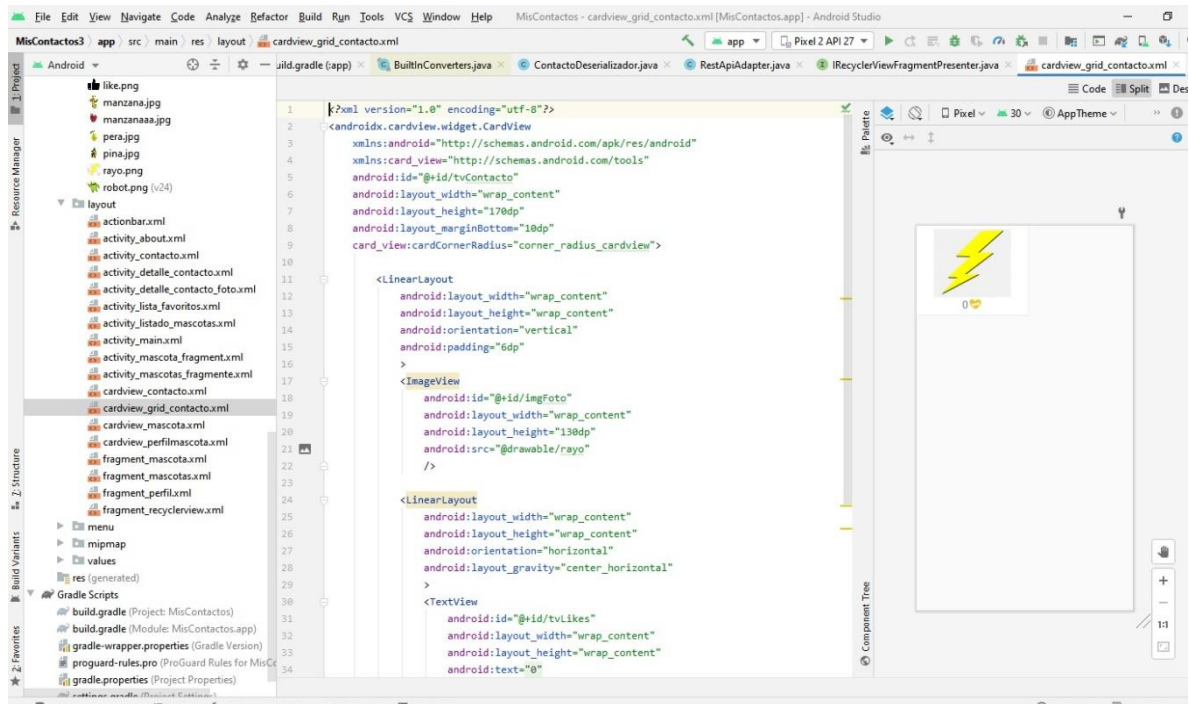 File Edit View Navigate Code Analyze Refactor Build Run Tools VCS Window Help MisContactos - cardview_grid_contacto.xml [MisContactos.app] - Android Studio
MisContactos3 app src main res layout cardview_grid_contacto.xml app Pixel 2 API 27
Android uild.gradle (:app) BuiltInConverters.java ContactoDeserializador.java RestApiAdapter.java IRecyclerViewFragmentPresenter.java cardview_grid_contacto.xml
Code Split Des
1: Project
Resource Manager
Z: Structure
Build Variants
2: Favorites
like.png
manzana.jpg
manzanaaa.jpg
pera.jpg
pina.jpg
rayo.png
robot.png (v24)
layout
actionbar.xml
activity_about.xml
activity_contacto.xml
activity_detalle_contacto.xml
activity_detalle_contacto_foto.xml
activity_lista_favoritos.xml
activity_listado_mascotas.xml
activity_main.xml
activity_mascota_fragment.xml
activity_mascotas_fragmente.xml
cardview_contacto.xml
cardview_grid_contacto.xml
cardview_mascota.xml
cardview_perfilmascota.xml
fragment_mascota.xml
fragment_mascotas.xml
fragment_perfil.xml
fragment_recyclerview.xml
menu
mipmap
values
res (generated)
Gradle Scripts
build.gradle (Project: MisContactos)
build.gradle (Module: MisContactos.app)
gradle-wrapper.properties (Gradle Version)
proguard-rules.pro (ProGuard Rules for MisCo
gradle.properties (Project Properties)
settings.gradle (Project Settings)
1 <?xml version="1.0" encoding="utf-8"?>
2 <androidx.cardview.widget.CardView
3 xmlns:android="http://schemas.android.com/apk/res/android"
4 xmlns:card_view="http://schemas.android.com/tools"
5 android:id="@+id/tvContacto"
6 android:layout_width="wrap_content"
7 android:layout_height="170dp"
8 android:layout_marginBottom="10dp"
9 card_view:cardCornerRadius="corner_radius_cardview">
10
11 <LinearLayout
12 android:layout_width="wrap_content"
13 android:layout_height="wrap_content"
14 android:orientation="vertical"
15 android:padding="6dp"
16 >
17 <ImageView
18 android:id="@+id/imgFoto"
19 android:layout_width="wrap_content"
20 android:layout_height="130dp"
21 android:src="@drawable/rayo"
22 />
23
24 <LinearLayout
25 android:layout_width="wrap_content"
26 android:layout_height="wrap_content"
27 android:orientation="horizontal"
28 android:layout_gravity="center_horizontal"
29 >
30 <TextView
31 android:id="@+id/tvLikes"
32 android:layout_width="wrap_content"
33 android:layout_height="wrap_content"
34 android:text="0"
Palette
Component Tree
Pixel 30 AppTheme
0
1:1